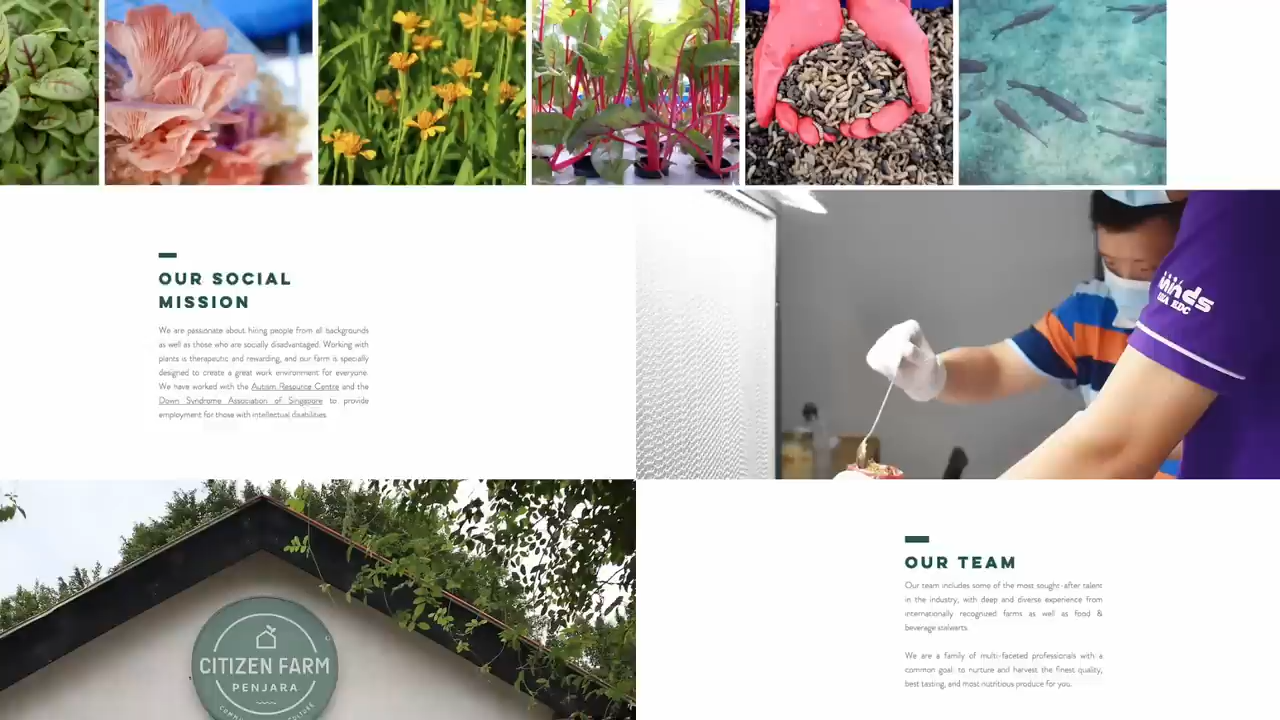 OUR SOCIAL
MISSION
We are passionate about hiring people from all backgrounds
as well as those who are socially disadvantaged. Working with
plants is therapeutic and rewarding, and our farm is specially
designed to create a great work environment for everyone.
We have worked with the Autism Resource Centre and the
Down Syndrome Association of Singapore to provide
employment for those with intellectual disabilities.
minds
EDC
CITIZEN FARM
PENJARA
OUR TEAM
Our team includes some of the most sought-after talent
in the industry, with deep and diverse experience from
internationally recognized farms as well as food &
beverage stalwarts.
We are a family of multi-faceted professionals with a
common goal: to nurture and harvest the finest quality,
best tasting, and most nutritious produce for you.